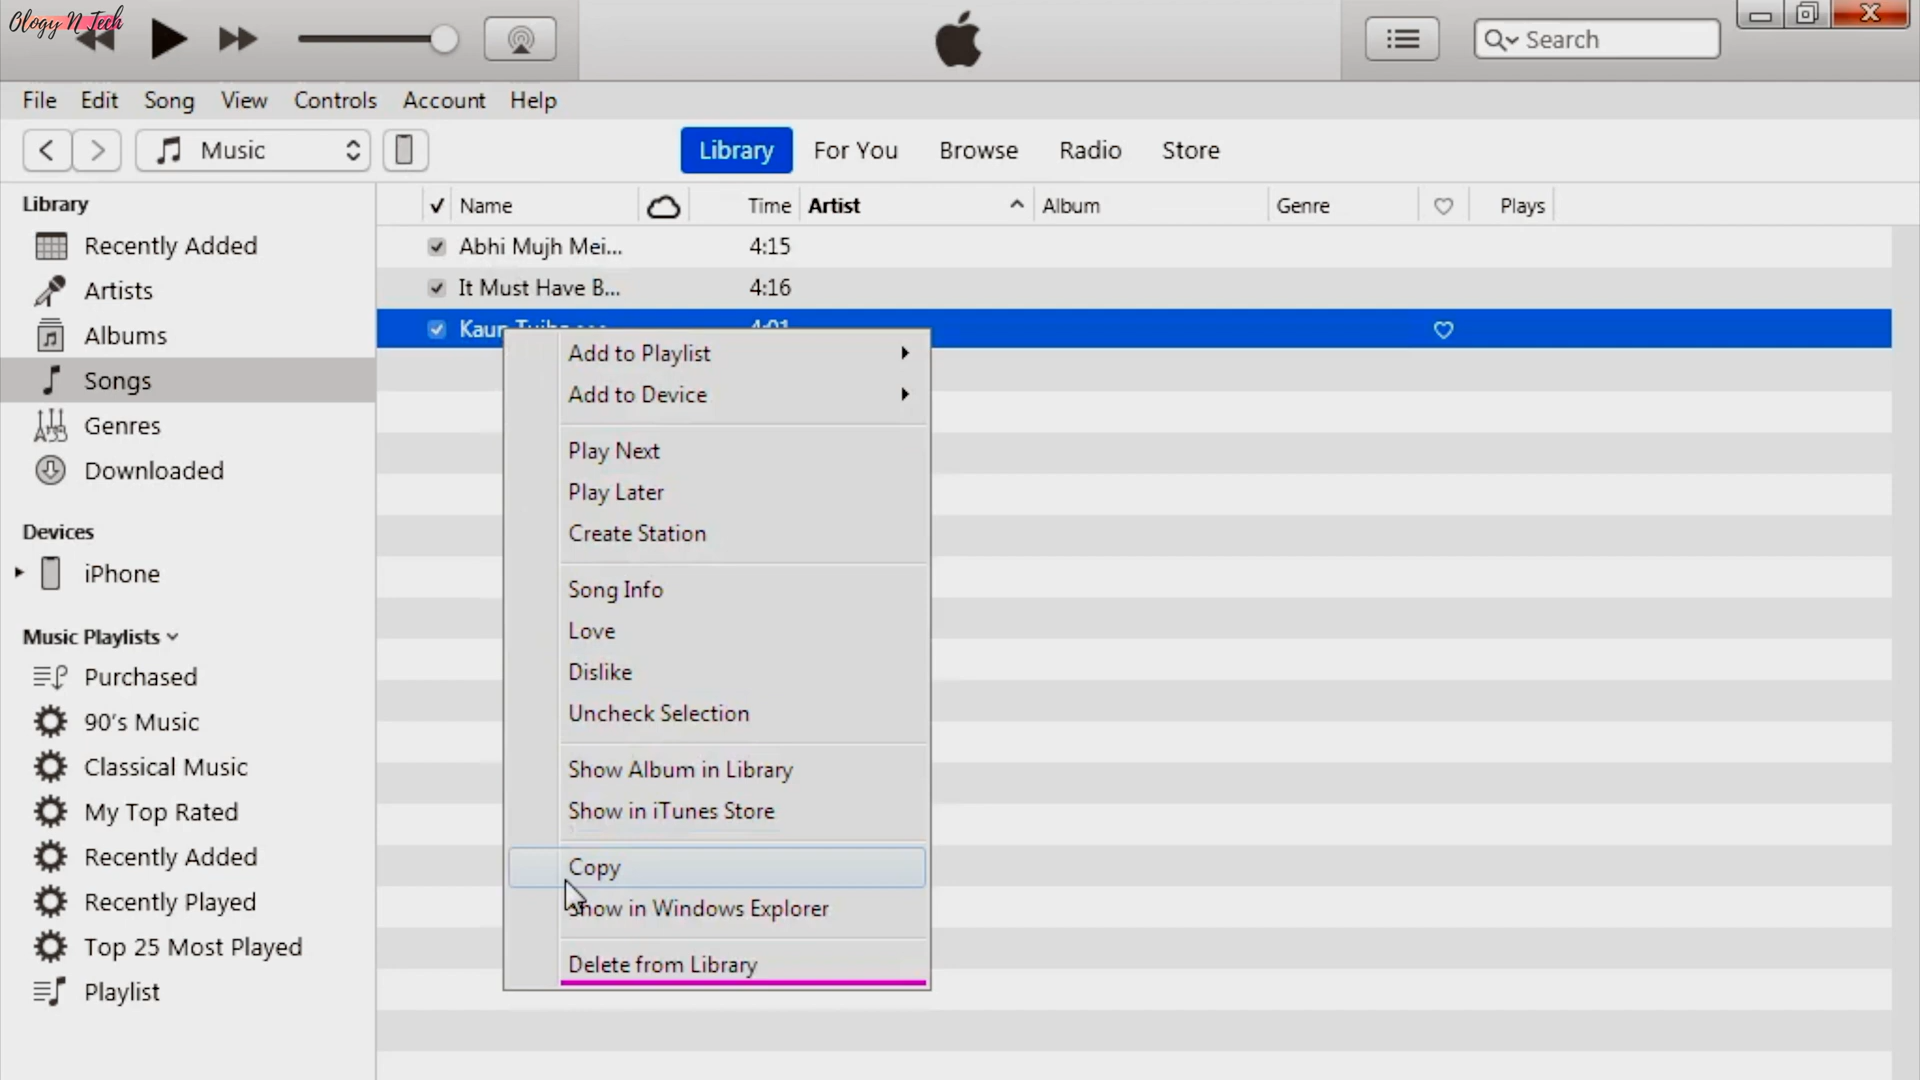 Ology N Tech
Search
File Edit Song View Controls Account Help
Music
Library For You Browse Radio Store
Library
Recently Added
Artists
Albums
Songs
Genres
Downloaded
Devices
iPhone
Music Playlists
Purchased
90's Music
Classical Music
My Top Rated
Recently Added
Recently Played
Top 25 Most Played
Playlist
Name Time Artist Album Genre Plays
Abhi Mujh Mei... 4:15
It Must Have B... 4:16
4:01
Add to Playlist
Add to Device
Play Next
Play Later
Create Station
Song Info
Love
Dislike
Uncheck Selection
Show Album in Library
Show in iTunes Store
Copy
Show in Windows Explorer
Delete from Library